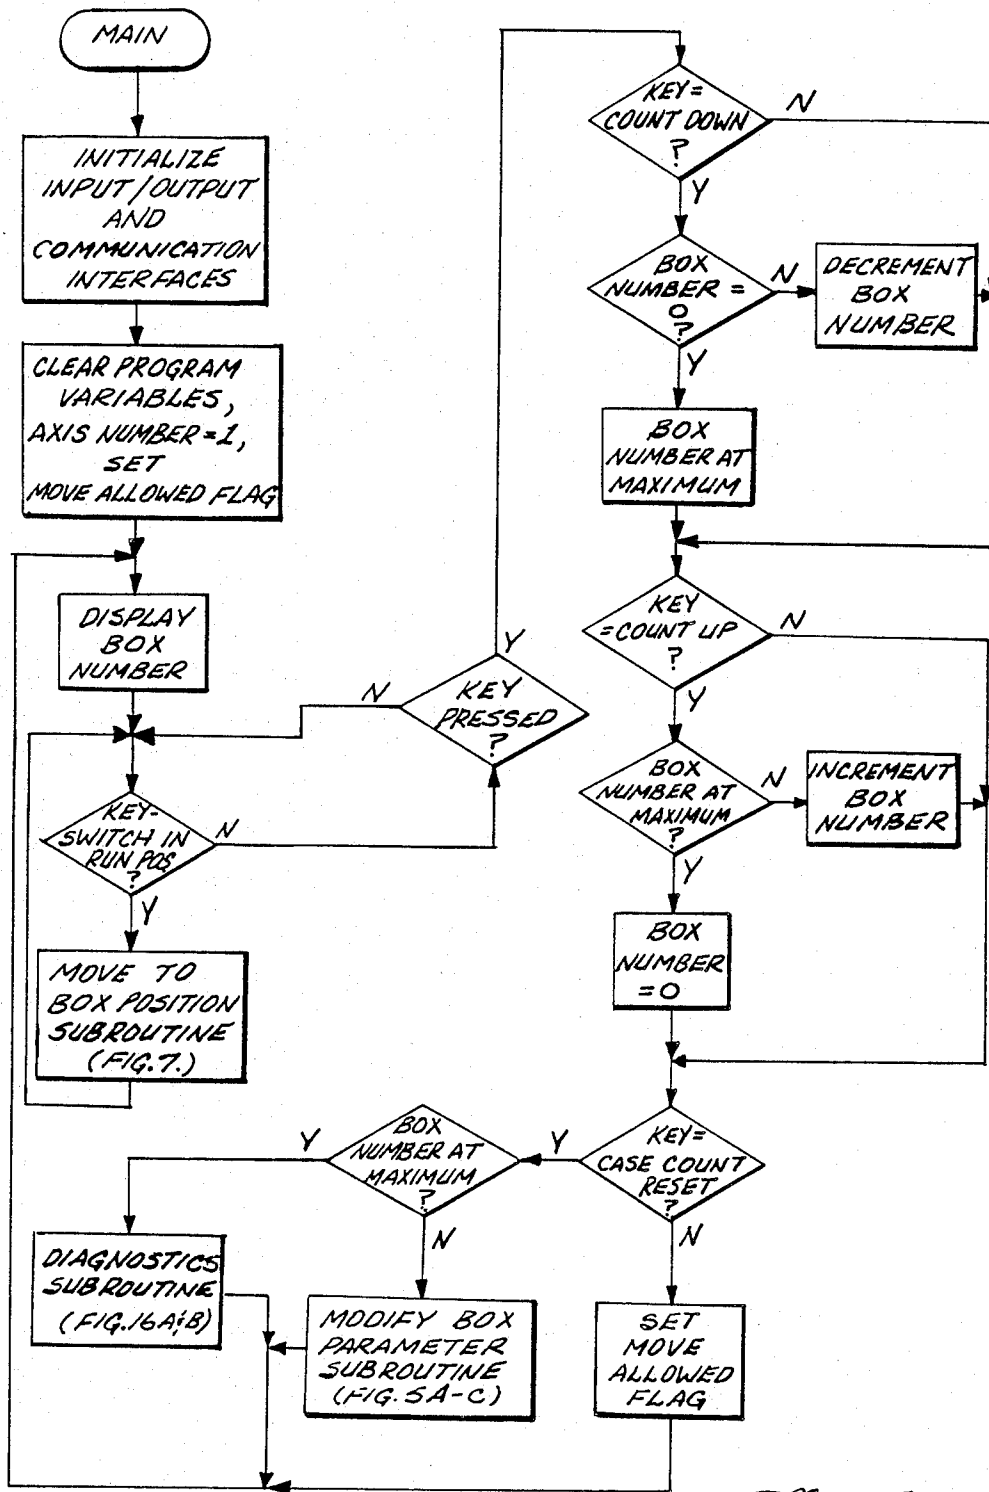 MAIN
INITIALIZE
INPUT/OUTPUT
AND
COMMUNICATION
INTERFACES
CLEAR PROGRAM
VARIABLES,
AXIS NUMBER=1,
SET
MOVE ALLOWED FLAG
DISPLAY
BOX
NUMBER
KEY-
SWITCH IN
RUN POS
?
N
Y
MOVE TO
BOX POSITION
SUBROUTINE
(FIG.7.)
KEY
PRESSED
?
N
Y
KEY=
COUNT DOWN
?
N
Y
BOX
NUMBER =
0
?
N
Y
DECREMENT
BOX
NUMBER
BOX
NUMBER AT
MAXIMUM
KEY
=COUNT UP
?
N
Y
BOX
NUMBER AT
MAXIMUM
?
N
Y
INCREMENT
BOX
NUMBER
BOX
NUMBER
=0
KEY=
CASE COUNT
RESET
?
Y
N
BOX
NUMBER AT
MAXIMUM
?
Y
N
DIAGNOSTICS
SUBROUTINE
(FIG.16A&B)
MODIFY BOX
PARAMETER
SUBROUTINE
(FIG.5A-C)
SET
MOVE
ALLOWED
FLAG